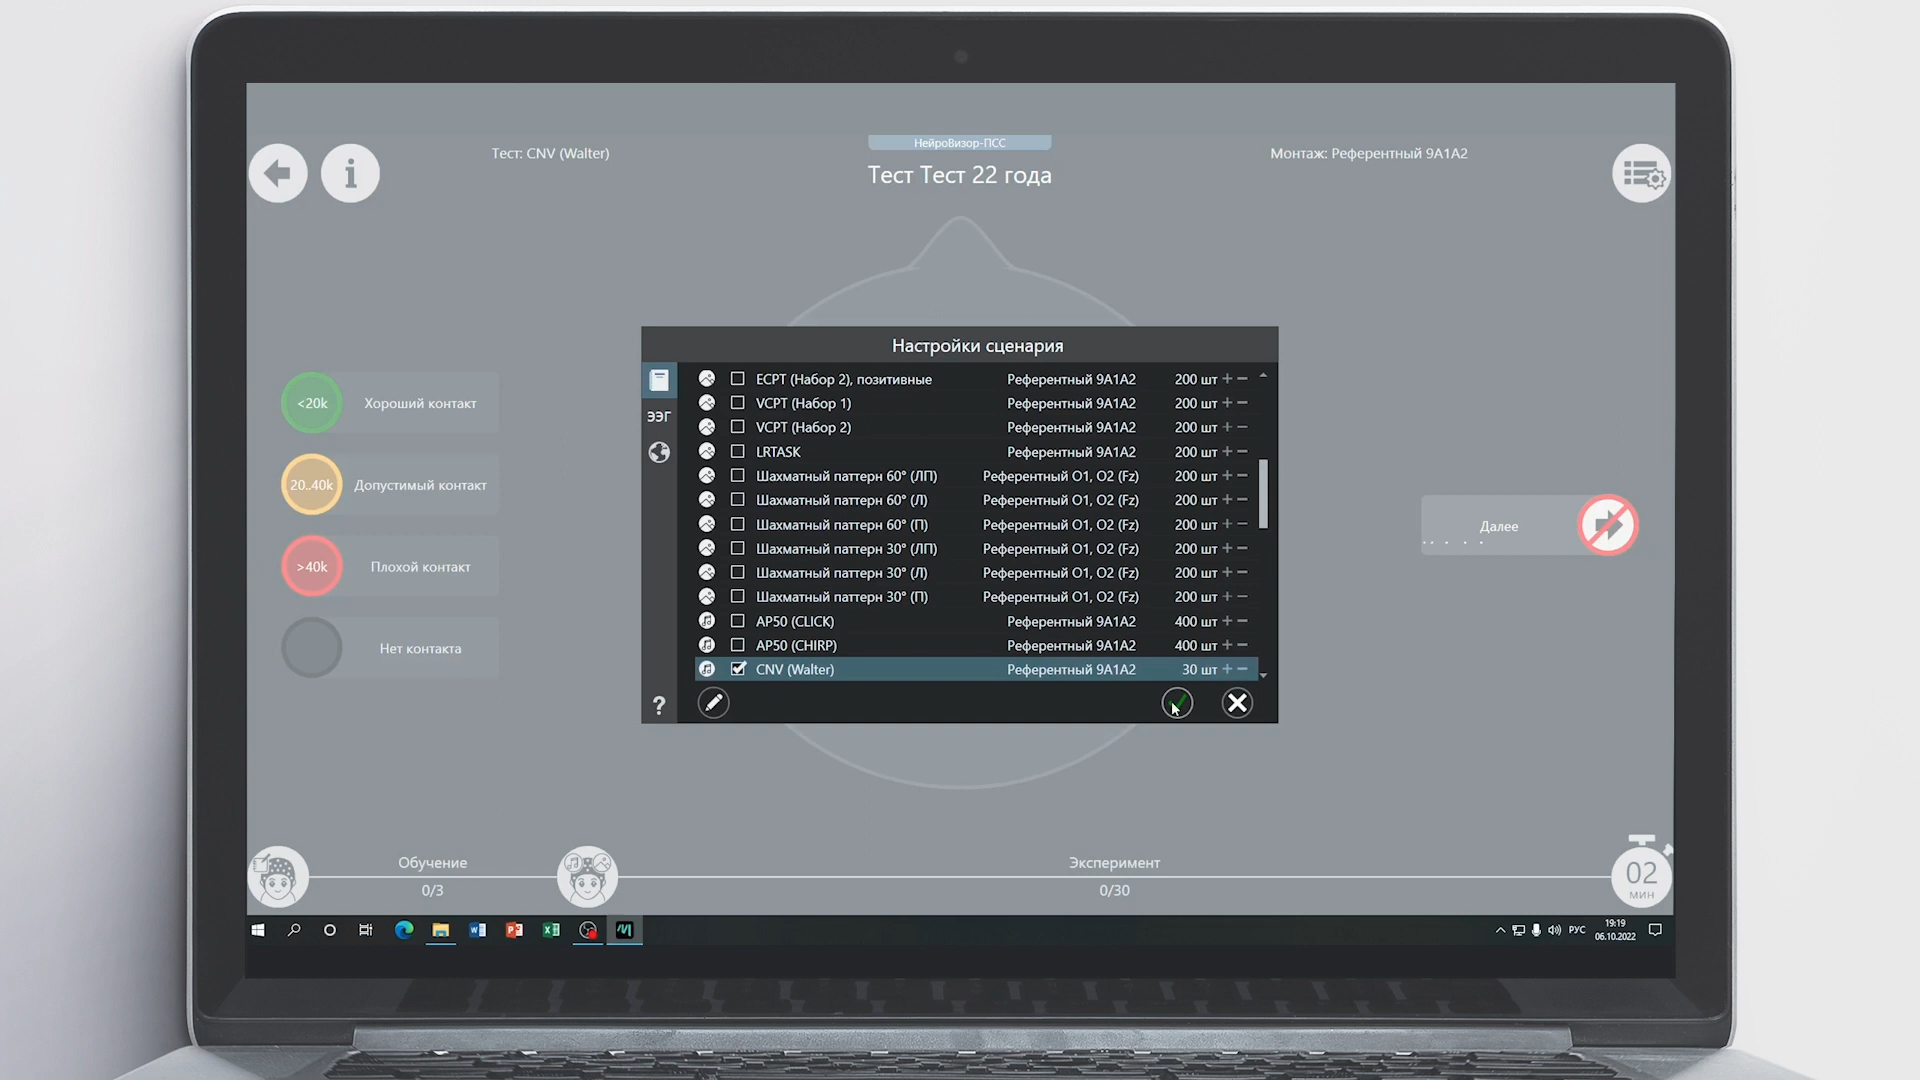 НейроВизор-ПСС
Тест: CNV (Walter)
Тест Тест 22 года
Монтаж: Референтный 9А1А2
Настройки сценария
ECPT (Набор 2), позитивные Референтный 9А1А2 200 шт + −
VCPT (Набор 1) Референтный 9А1А2 200 шт + −
VCPT (Набор 2) Референтный 9А1А2 200 шт + −
LRTASK Референтный 9А1А2 200 шт + −
Шахматный паттерн 60° (ЛП) Референтный O1, O2 (Fz) 200 шт + −
Шахматный паттерн 60° (Л) Референтный O1, O2 (Fz) 200 шт + −
Шахматный паттерн 60° (П) Референтный O1, O2 (Fz) 200 шт + −
Шахматный паттерн 30° (ЛП) Референтный O1, O2 (Fz) 200 шт + −
Шахматный паттерн 30° (Л) Референтный O1, O2 (Fz) 200 шт + −
Шахматный паттерн 30° (П) Референтный O1, O2 (Fz) 200 шт + −
AP50 (CLICK) Референтный 9А1А2 400 шт + −
AP50 (CHIRP) Референтный 9А1А2 400 шт + −
CNV (Walter) Референтный 9А1А2 30 шт + −
ЭЭГ
?
<20k Хороший контакт
20..40k Допустимый контакт
>40k Плохой контакт
Нет контакта
Далее
Обучение
0/3
Эксперимент
0/30
02
мин
РУС
19:19
06.10.2022